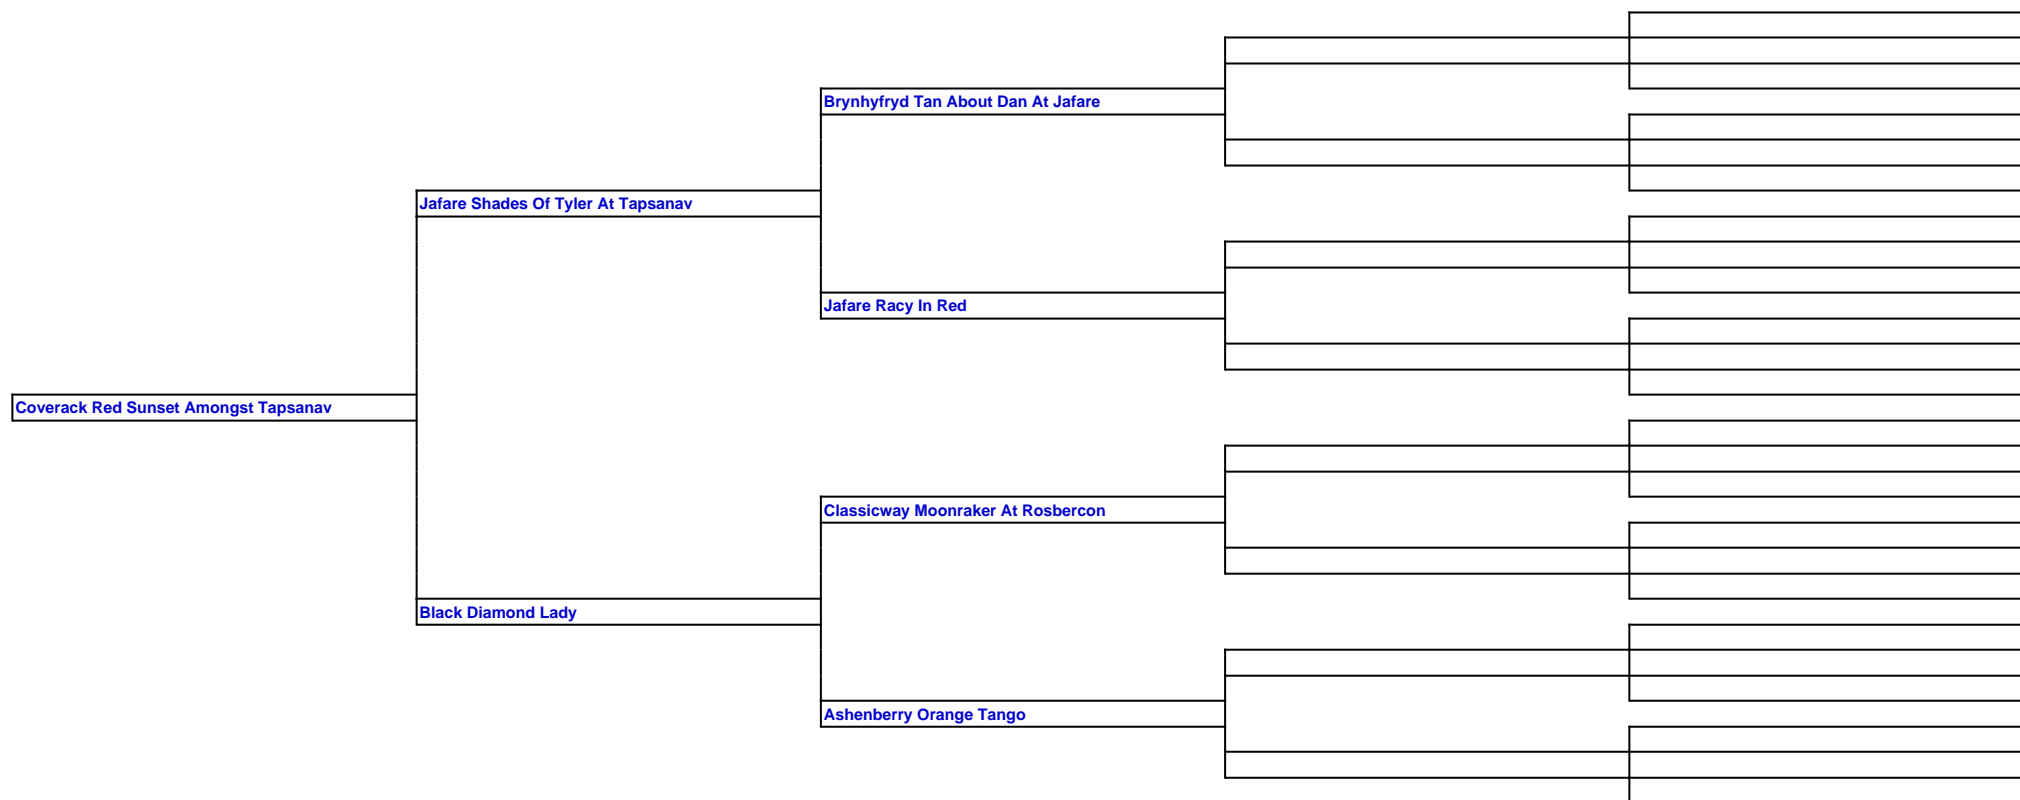 Brynhyfryd Tan About Dan At Jafare
Jafare Shades Of Tyler At Tapsanav
Jafare Racy In Red
Coverack Red Sunset Amongst Tapsanav
Classicway Moonraker At Rosbercon
Black Diamond Lady
Ashenberry Orange Tango